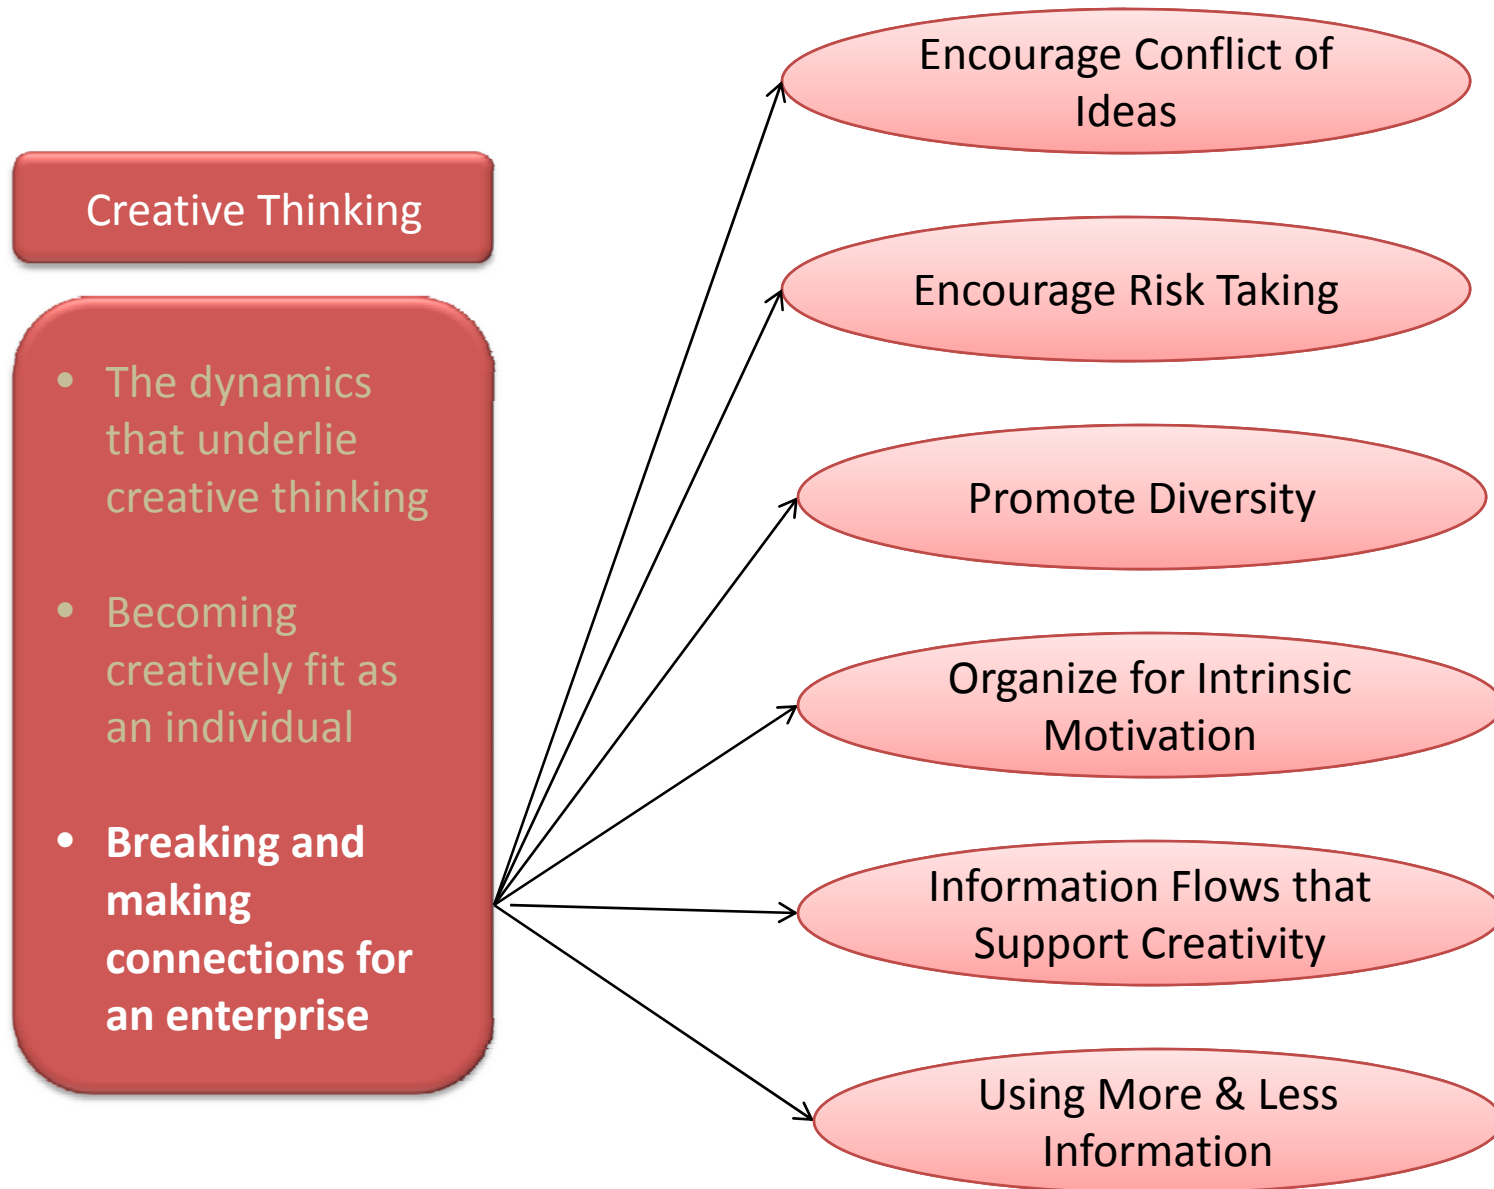 Creative Thinking
• The dynamics
that underlie
creative thinking
• Becoming
creatively fit as
an individual
• Breaking and
making
connections for
an enterprise
Encourage Conflict of
Ideas
Encourage Risk Taking
Promote Diversity
Organize for Intrinsic
Motivation
Information Flows that
Support Creativity
Using More & Less
Information